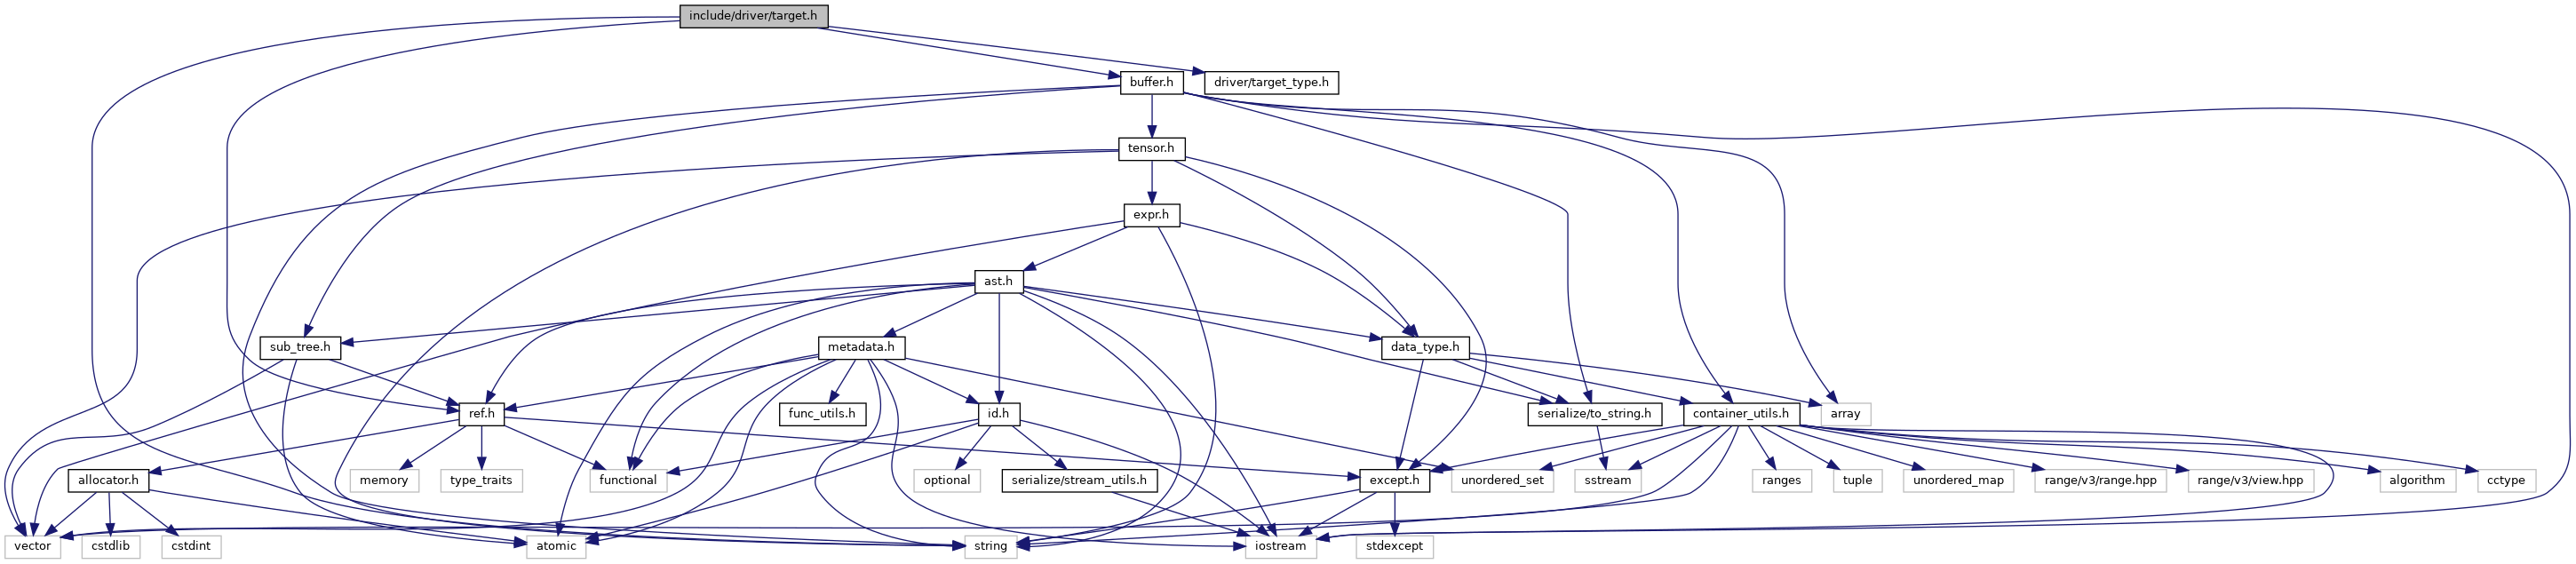 include/driver/target.h
buffer.h
driver/target_type.h
tensor.h
expr.h
ast.h
sub_tree.h
metadata.h
data_type.h
ref.h
func_utils.h
id.h
serialize/to_string.h
container_utils.h
array
allocator.h
memory
type_traits
functional
optional
serialize/stream_utils.h
except.h
unordered_set
sstream
ranges
tuple
unordered_map
range/v3/range.hpp
range/v3/view.hpp
algorithm
cctype
vector
cstdlib
cstdint
atomic
string
iostream
stdexcept